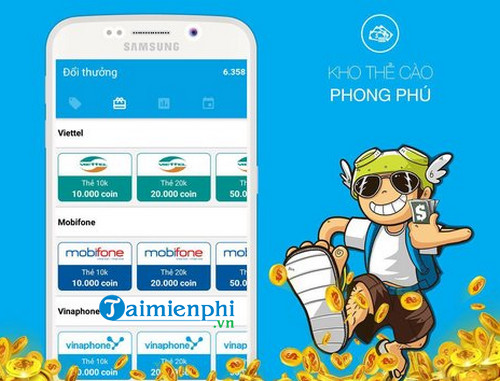 SAMSUNG
Đổi thưởng 6.358
Viettel
VIETTEL VIETTEL
Thẻ 10k Thẻ 20k
10.000 coin 20.000 coin 50.0
Mobifone
mobifone mobifone mo
Thẻ 10k Thẻ 20k
10.000 coin 20.000 coin 50.0
Vinaphone
vinaphone vinaphone vin
KHO THẺ CÀO
PHONG PHÚ
$
Taimienphi
.vn